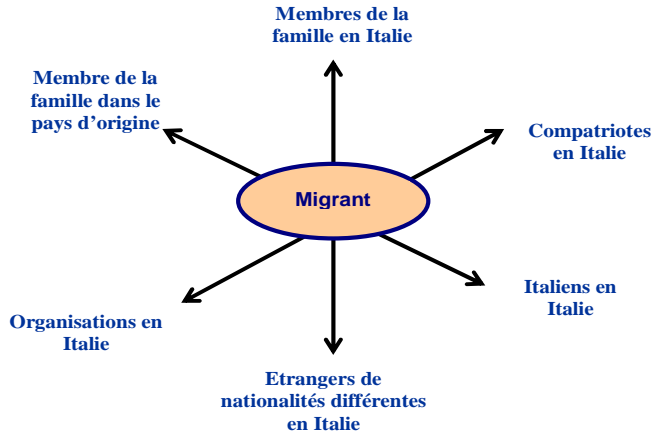 Membres de la
famille en Italie
Membre de la
famille dans le
pays d’origine
Compatriotes
en Italie
Migrant
Organisations en
Italie
Italiens en
Italie
Etrangers de
nationalités différentes
en Italie